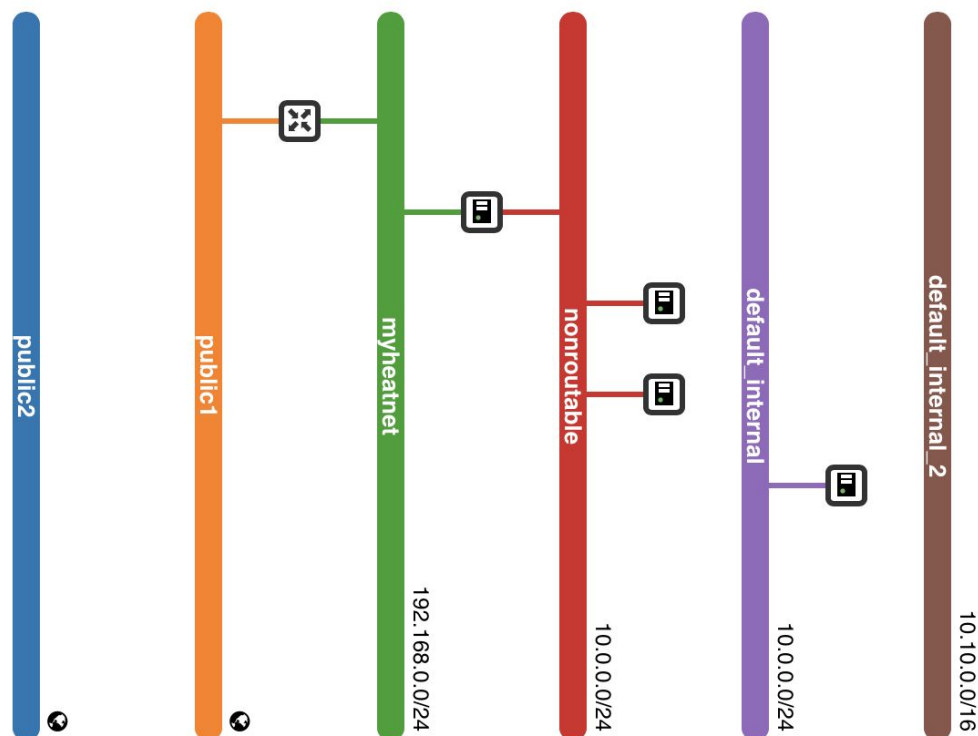 public2
public1
myheatnet
192.168.0.0/24
nonroutable
10.0.0.0/24
default_internal
10.0.0.0/24
default_internal_2
10.10.0.0/16